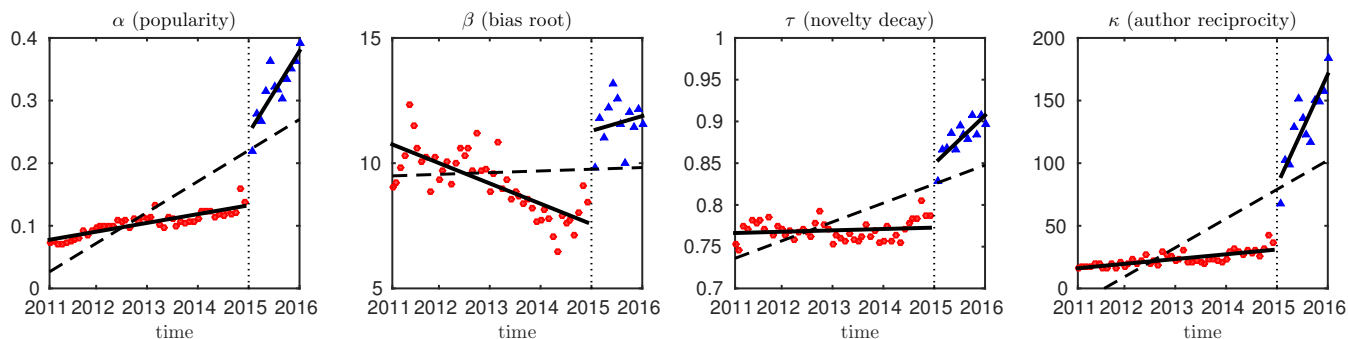 α (popularity)
0.4
0.3
0.2
0.1
0
2011 2012 2013 2014 2015 2016
time
β (bias root)
15
10
5
2011 2012 2013 2014 2015 2016
time
τ (novelty decay)
1
0.95
0.9
0.85
0.8
0.75
0.7
2011 2012 2013 2014 2015 2016
time
κ (author reciprocity)
200
150
100
50
0
2011 2012 2013 2014 2015 2016
time